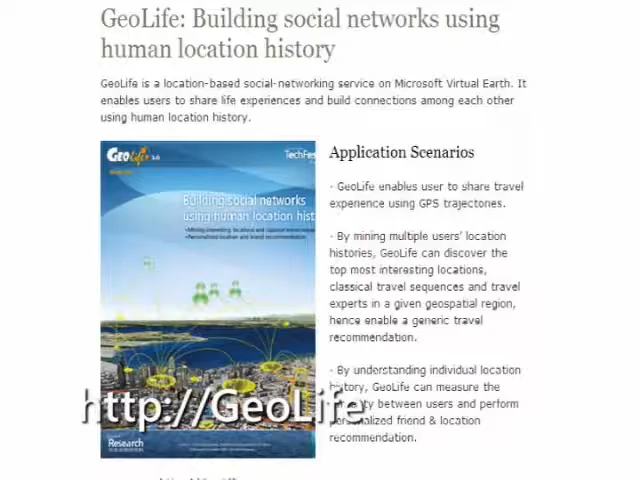 GeoLife: Building social networks using
human location history
GeoLife is a location-based social-networking service on Microsoft Virtual Earth. It
enables users to share life experiences and build connections among each other
using human location history.
GeoLife 3.0
TechFes
Building social networks
using human location hist
Application Scenarios
· GeoLife enables user to share travel
experience using GPS trajectories.
· By mining multiple users' location
histories, GeoLife can discover the
top most interesting locations,
classical travel sequences and travel
experts in a given geospatial region,
hence enable a generic travel
recommendation.
· By understanding individual location
history, GeoLife can measure the
between users and perform
personalized friend & location
recommendation.
http://GeoLife
Research